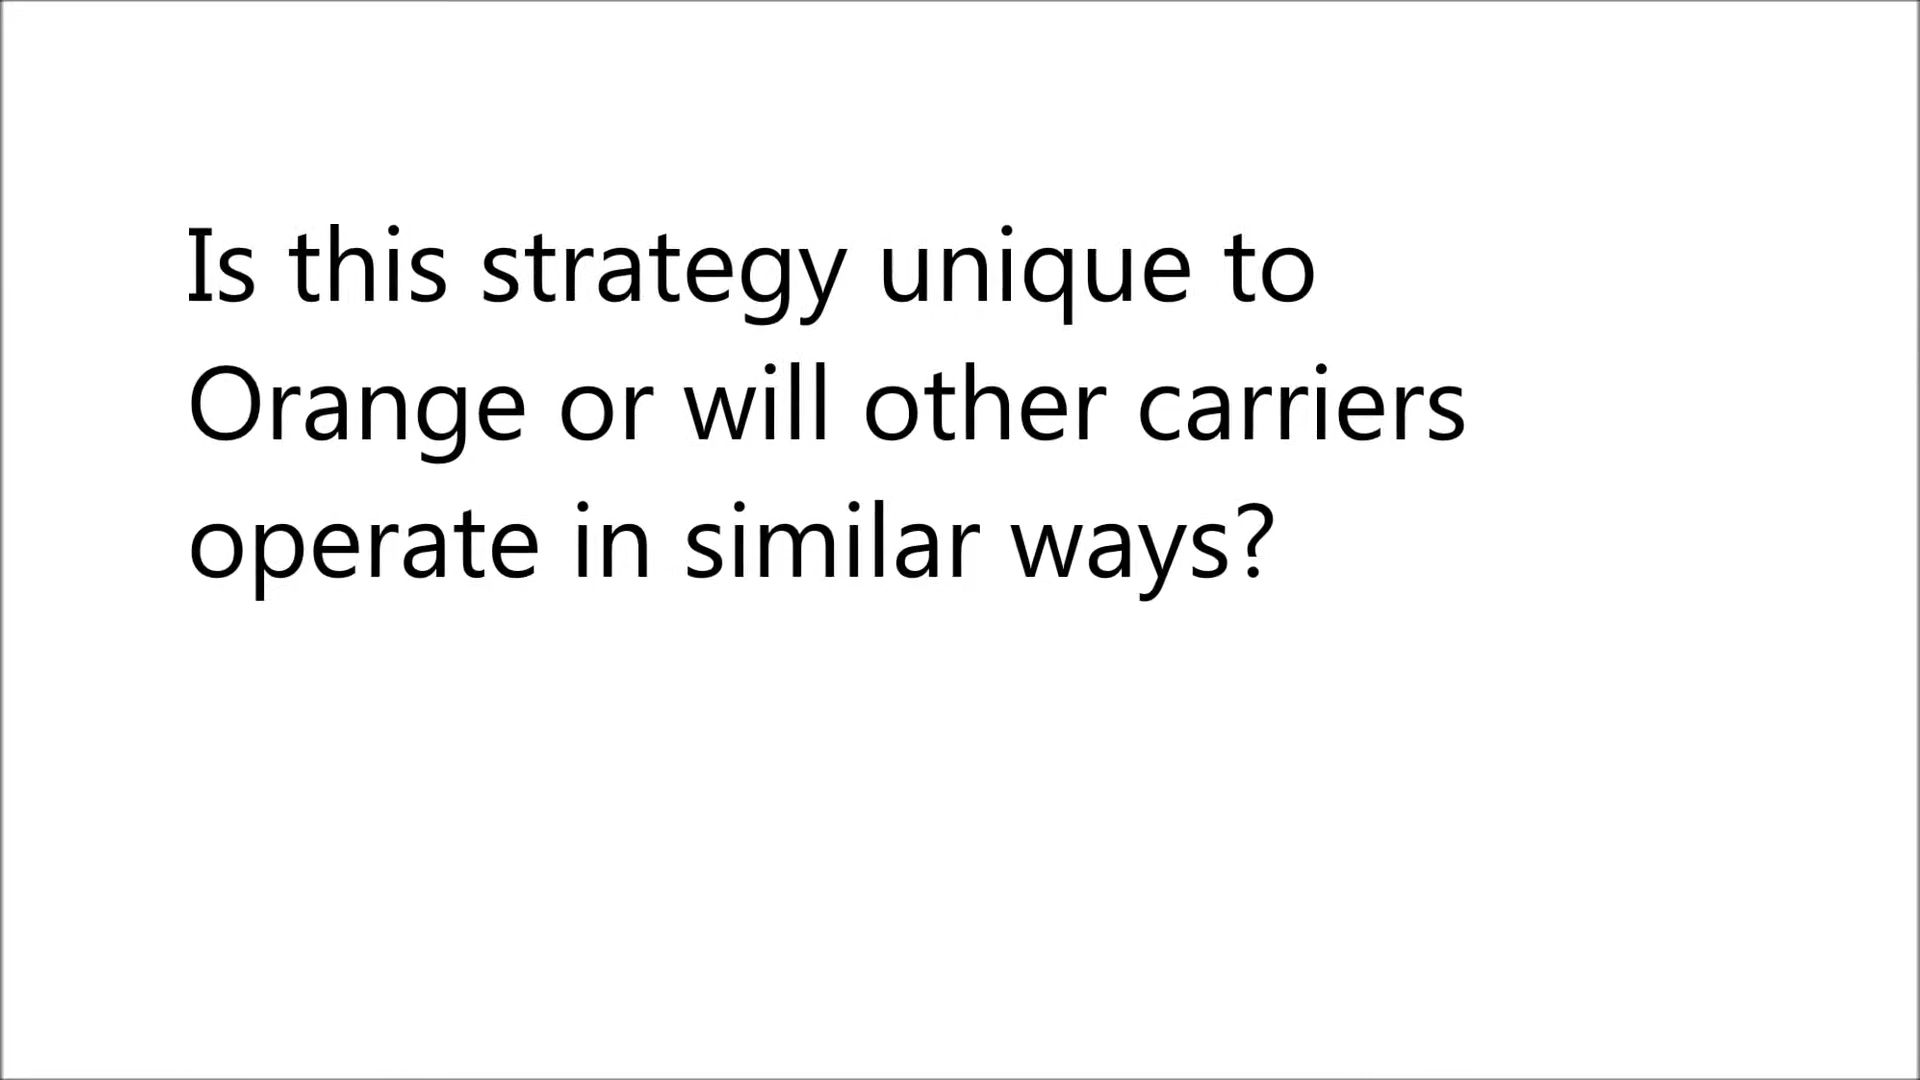 Is this strategy unique to
Orange or will other carriers
operate in similar ways?